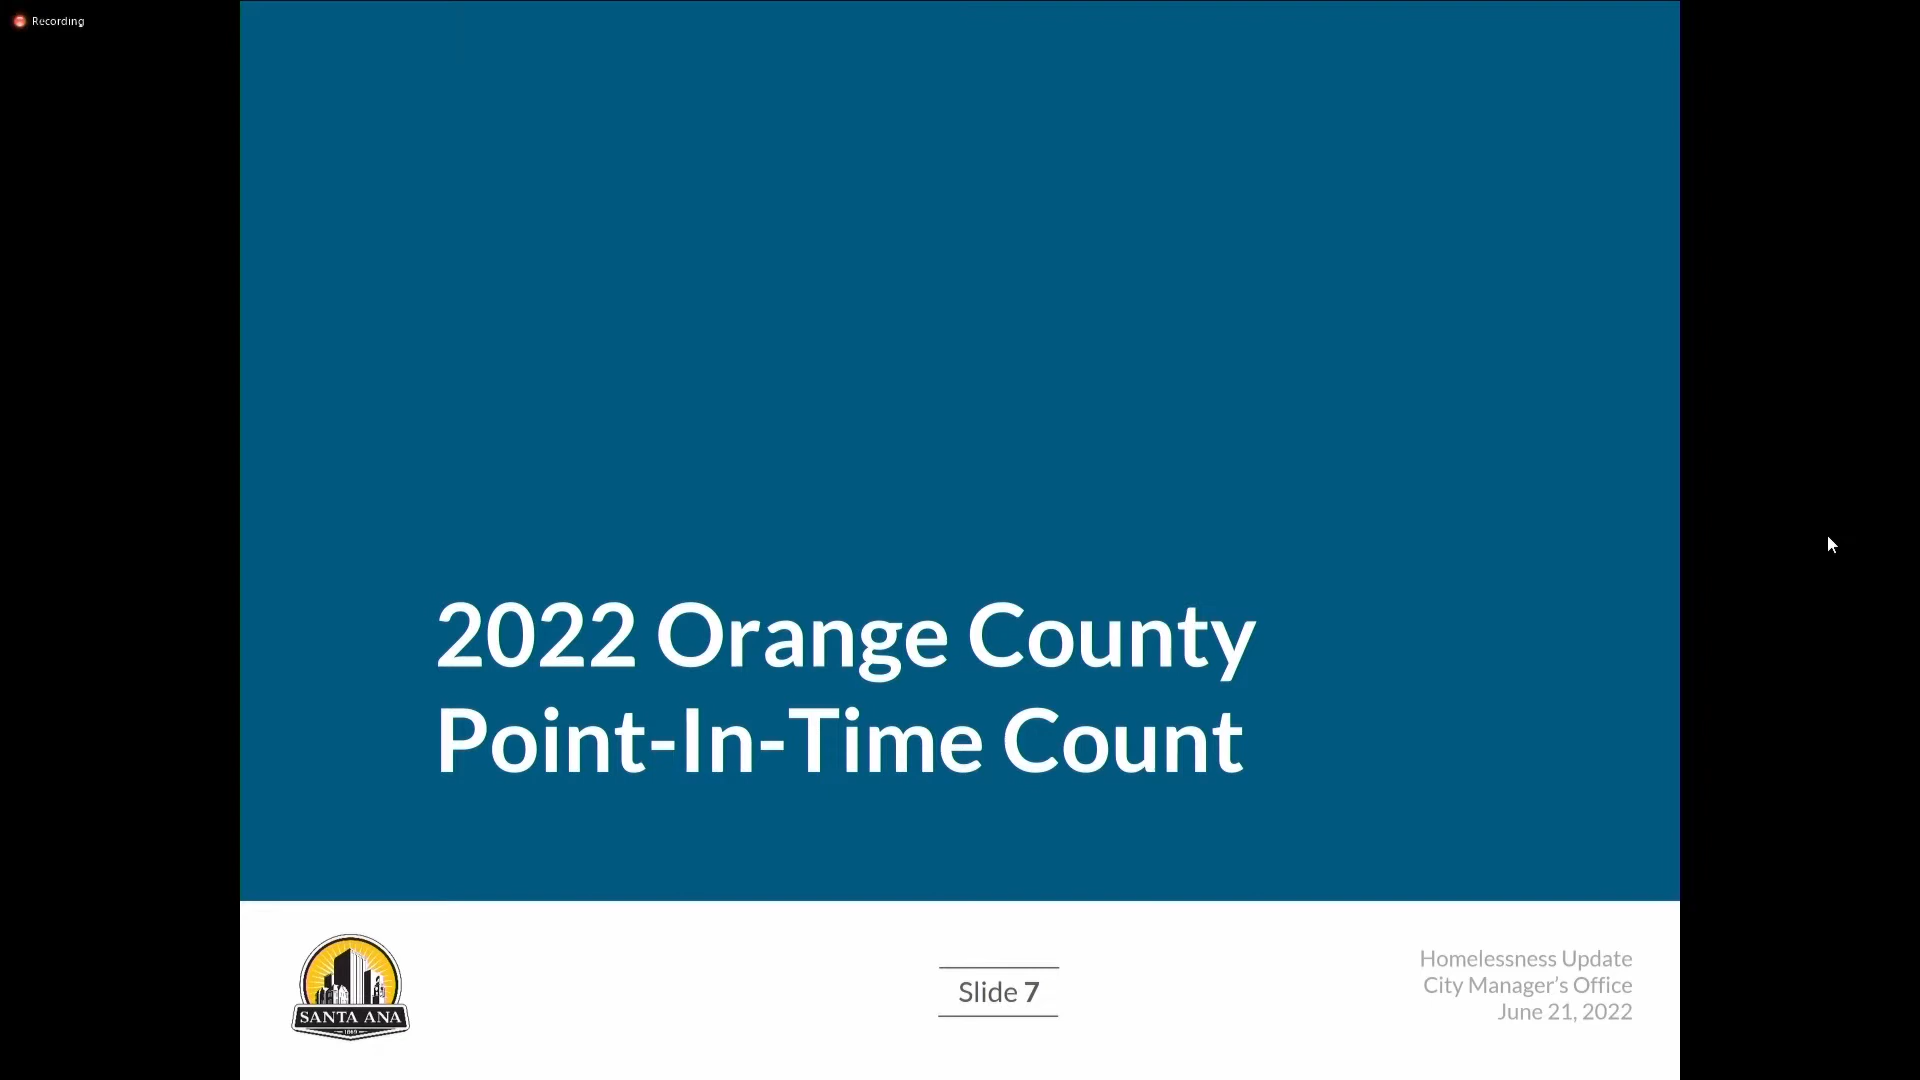 Recording
2022 Orange County
Point-In-Time Count
SANTA ANA
1869
Slide 7
Homelessness Update
City Manager's Office
June 21, 2022